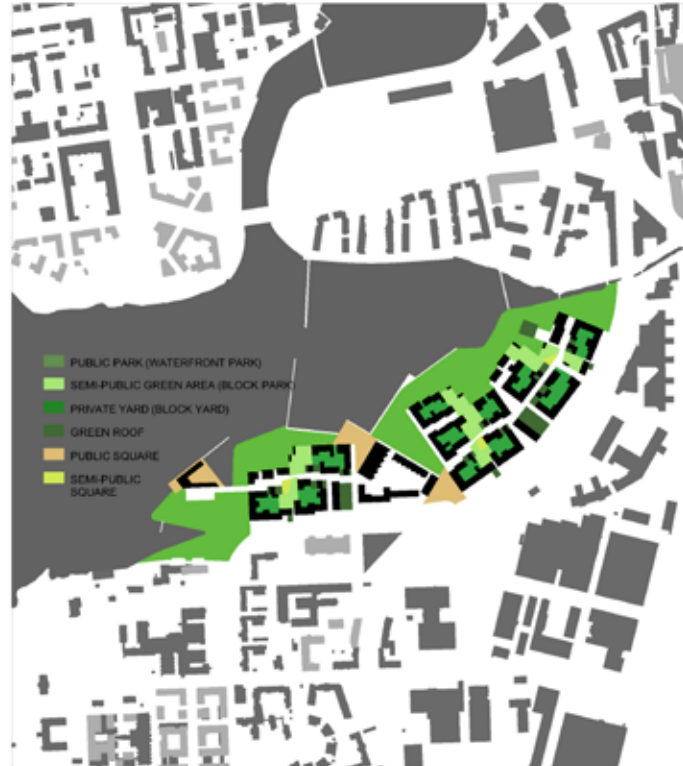 PUBLIC PARK (WATERFRONT PARK)
SEMI-PUBLIC GREEN AREA (BLOCK PARK)
PRIVATE YARD (BLOCK YARD)
GREEN ROOF
PUBLIC SQUARE
SEMI-PUBLIC
SQUARE